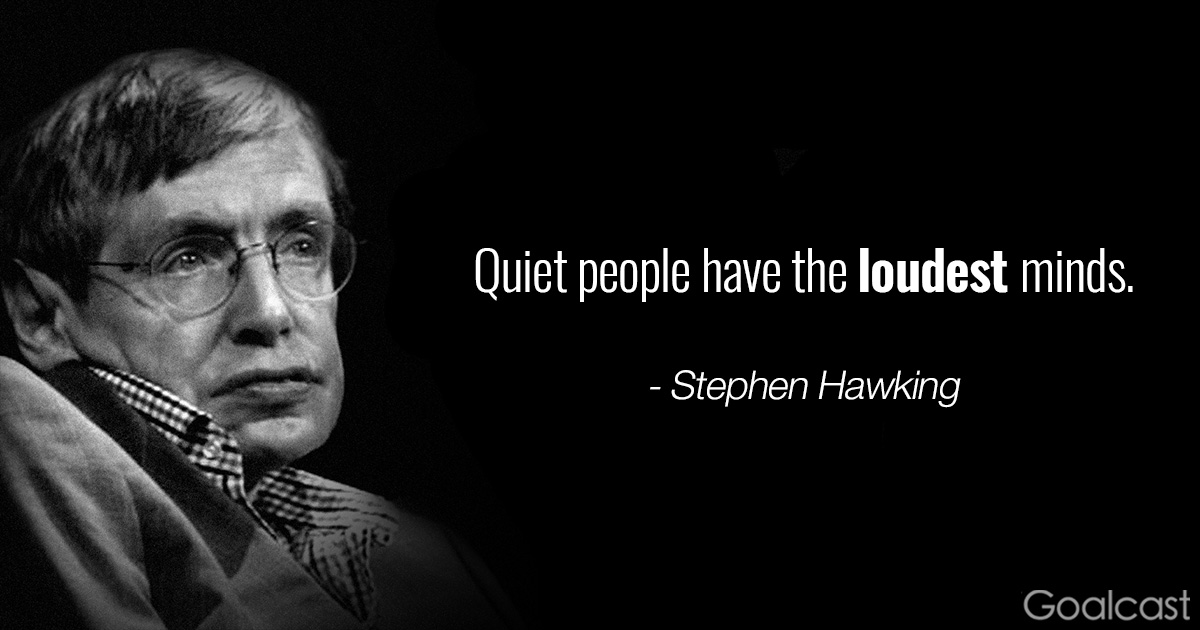 Quiet people have the loudest minds.
- Stephen Hawking
Goalcast